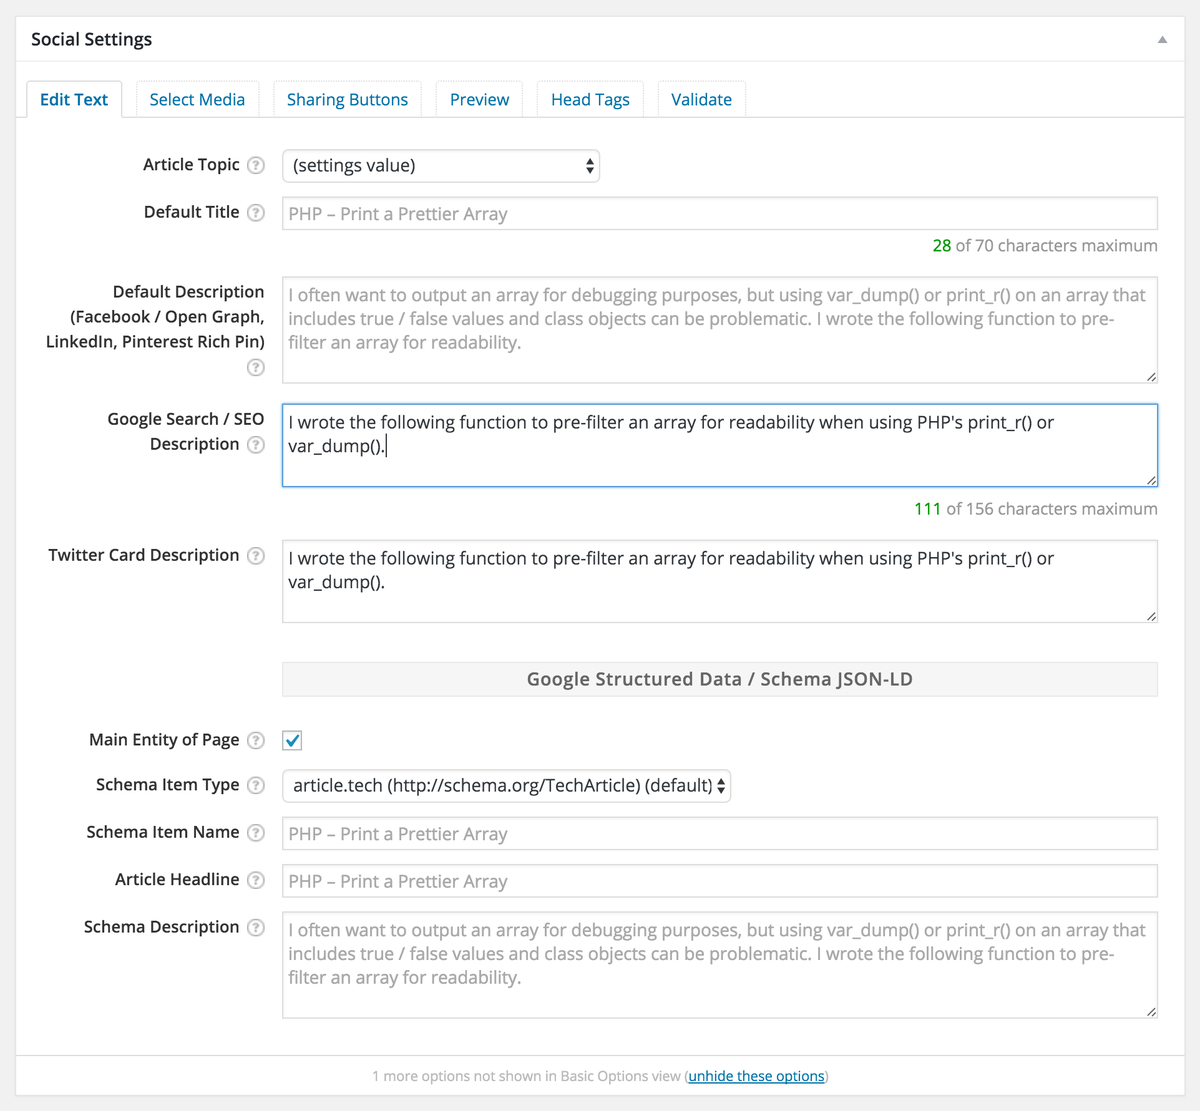 Social Settings
Edit Text
Select Media
Sharing Buttons
Preview
Head Tags
Validate
Article Topic ?
(settings value)
Default Title ?
PHP – Print a Prettier Array
28 of 70 characters maximum
Default Description
(Facebook / Open Graph,
LinkedIn, Pinterest Rich Pin)
?
I often want to output an array for debugging purposes, but using var_dump() or print_r() on an array that
includes true / false values and class objects can be problematic. I wrote the following function to pre-
filter an array for readability.
Google Search / SEO
Description ?
I wrote the following function to pre-filter an array for readability when using PHP's print_r() or
var_dump().
111 of 156 characters maximum
Twitter Card Description ?
I wrote the following function to pre-filter an array for readability when using PHP's print_r() or
var_dump().
Google Structured Data / Schema JSON-LD
Main Entity of Page ?
Schema Item Type ?
article.tech (http://schema.org/TechArticle) (default)
Schema Item Name ?
PHP – Print a Prettier Array
Article Headline ?
PHP – Print a Prettier Array
Schema Description ?
I often want to output an array for debugging purposes, but using var_dump() or print_r() on an array that
includes true / false values and class objects can be problematic. I wrote the following function to pre-
filter an array for readability.
1 more options not shown in Basic Options view (unhide these options)